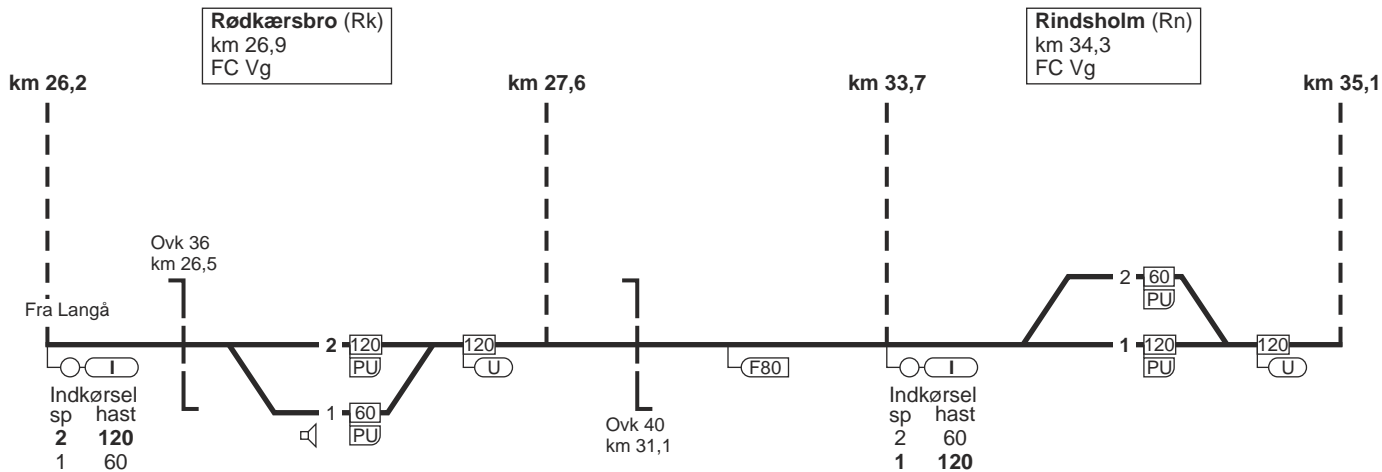 Rødkærsbro (Rk)
km 26,9
FC Vg
Rindsholm (Rn)
km 34,3
FC Vg
km 26,2
km 27,6
km 33,7
km 35,1
Ovk 36
km 26,5
Fra Langå
2 60
PU
2 120
PU
120
U
1 120
PU
120
U
I
F80
I
Indkørsel
sp hast
2 120
1 60
1 60
PU
Ovk 40
km 31,1
Indkørsel
sp hast
2 60
1 120